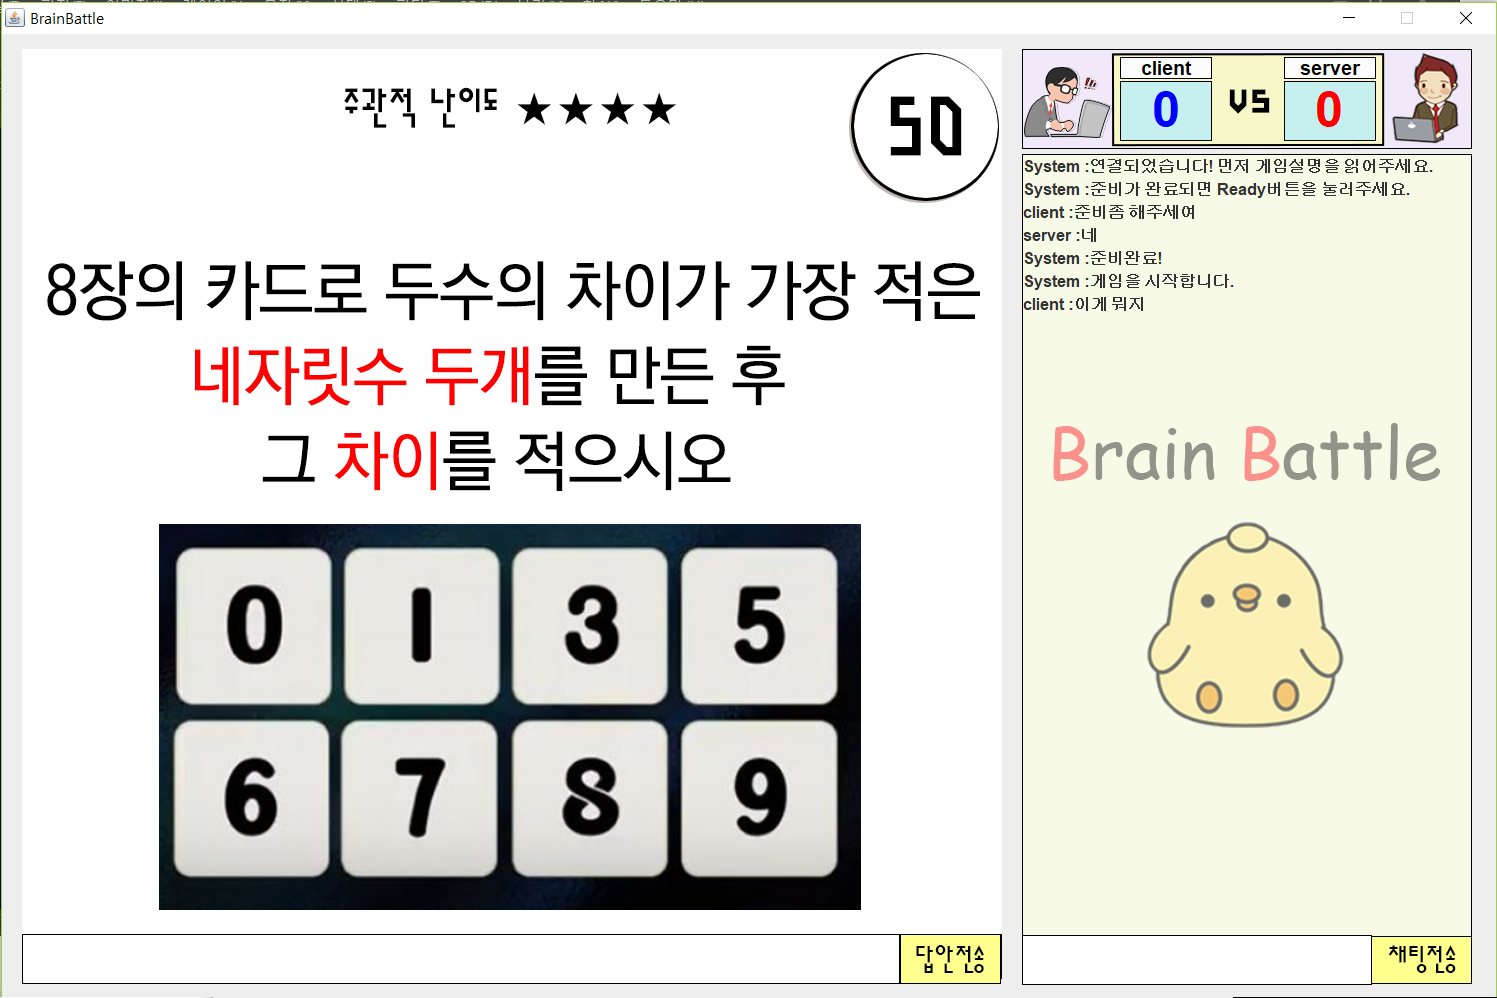 BrainBattle
주관적 난이도 ★★★★
50
8장의 카드로 두수의 차이가 가장 적은
네자릿수 두개를 만든 후
그 차이를 적으시오
0 1 3 5
6 7 8 9
답안전송
client vs server
0 0
System :연결되었습니다! 먼저 게임설명을 읽어주세요.
System :준비가 완료되면 Ready버튼을 눌러주세요.
client :준비좀 해주세여
server :네
System :준비완료!
System :게임을 시작합니다.
client :이게 뭐지
Brain Battle
채팅전송